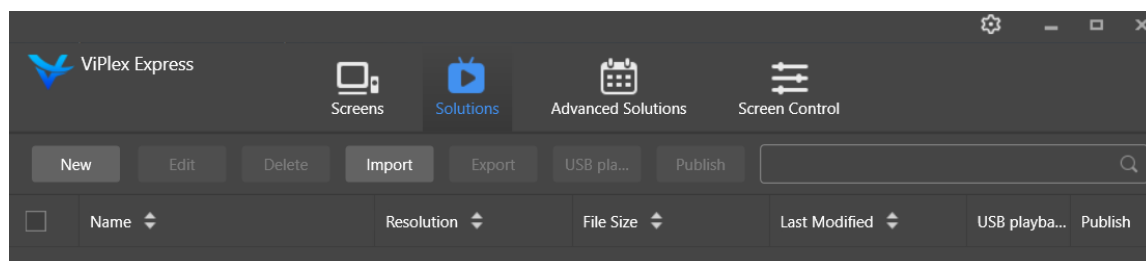 ViPlex Express
Screens Solutions Advanced Solutions Screen Control
New Edit Delete Import Export USB pla... Publish
Name Resolution File Size Last Modified USB playba... Publish